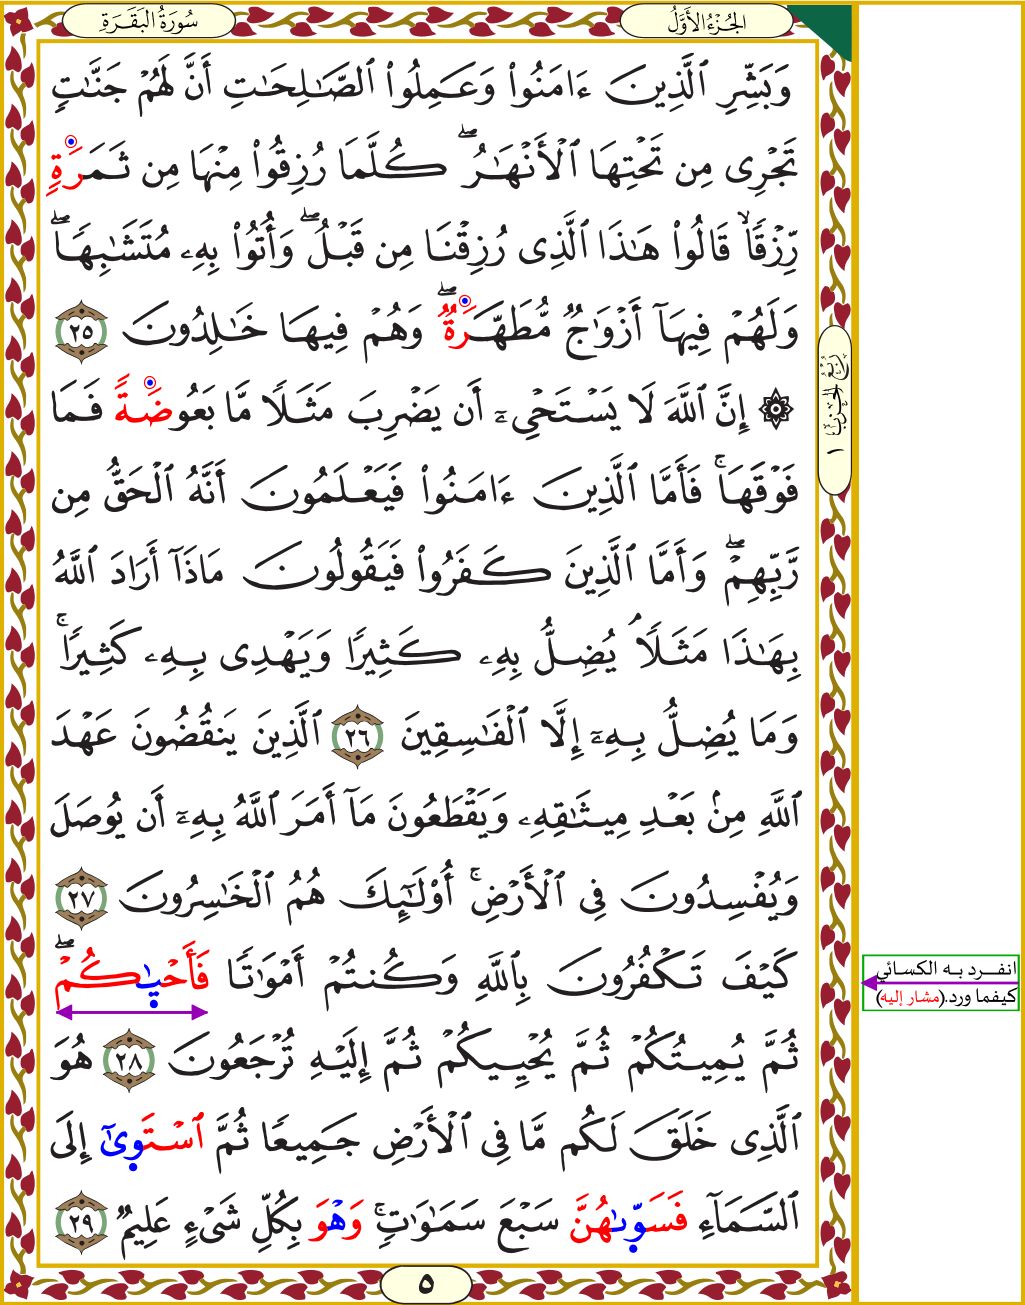 سُورَةُ البَقَرَةِ
الجُزْءُ الأَوَّلُ
وَبَشِّرِ ٱلَّذِينَ ءَامَنُواْ وَعَمِلُواْ ٱلصَّٰلِحَٰتِ أَنَّ لَهُمۡ جَنَّٰتٖ
تَجۡرِي مِن تَحۡتِهَا ٱلۡأَنۡهَٰرُۖ كُلَّمَا رُزِقُواْ مِنۡهَا مِن ثَمَرَةٖ
رِّزۡقٗا قَالُواْ هَٰذَا ٱلَّذِي رُزِقۡنَا مِن قَبۡلُۖ وَأُتُواْ بِهِۦ مُتَشَٰبِهٗاۖ
وَلَهُمۡ فِيهَآ أَزۡوَٰجٞ مُّطَهَّرَةٞۖ وَهُمۡ فِيهَا خَٰلِدُونَ ٢٥
۞ إِنَّ ٱللَّهَ لَا يَسۡتَحۡيِۦٓ أَن يَضۡرِبَ مَثَلٗا مَّا بَعُوضَةٗ فَمَا
فَوۡقَهَاۚ فَأَمَّا ٱلَّذِينَ ءَامَنُواْ فَيَعۡلَمُونَ أَنَّهُ ٱلۡحَقُّ مِن
رَّبِّهِمۡۖ وَأَمَّا ٱلَّذِينَ كَفَرُواْ فَيَقُولُونَ مَاذَآ أَرَادَ ٱللَّهُ
بِهَٰذَا مَثَلٗاۘ يُضِلُّ بِهِۦ كَثِيرٗا وَيَهۡدِي بِهِۦ كَثِيرٗاۚ
وَمَا يُضِلُّ بِهِۦٓ إِلَّا ٱلۡفَٰسِقِينَ ٢٦ ٱلَّذِينَ يَنقُضُونَ عَهۡدَ
ٱللَّهِ مِنۢ بَعۡدِ مِيثَٰقِهِۦ وَيَقۡطَعُونَ مَآ أَمَرَ ٱللَّهُ بِهِۦٓ أَن يُوصَلَ
وَيُفۡسِدُونَ فِي ٱلۡأَرۡضِۚ أُوْلَٰٓئِكَ هُمُ ٱلۡخَٰسِرُونَ ٢٧
كَيۡفَ تَكۡفُرُونَ بِٱللَّهِ وَكُنتُمۡ أَمۡوَٰتٗا فَأَحۡيَٰكُمۡۖ
ثُمَّ يُمِيتُكُمۡ ثُمَّ يُحۡيِيكُمۡ ثُمَّ إِلَيۡهِ تُرۡجَعُونَ ٢٨ هُوَ
ٱلَّذِي خَلَقَ لَكُم مَّا فِي ٱلۡأَرۡضِ جَمِيعٗا ثُمَّ ٱسۡتَوَىٰٓ إِلَى
ٱلسَّمَآءِ فَسَوَّىٰهُنَّ سَبۡعَ سَمَٰوَٰتٖۚ وَهۡوَ بِكُلِّ شَيۡءٍ عَلِيمٞ ٢٩
رُبْعُ الحِزْب ١
انفرد به الكسائي
كيفما ورد.(مشار إليه)
٥